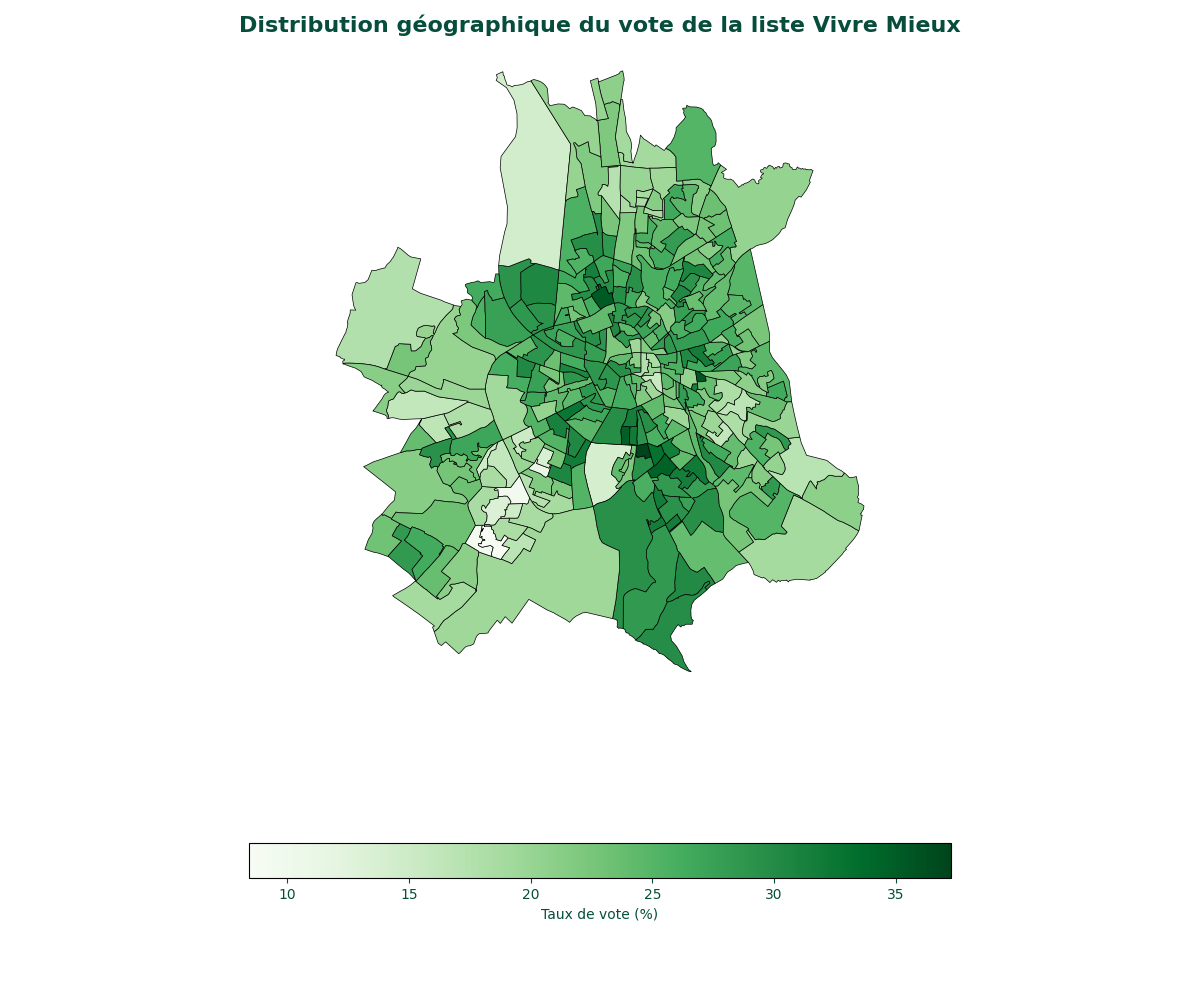 Distribution géographique du vote de la liste Vivre Mieux
10 15 20 25 30 35
Taux de vote (%)